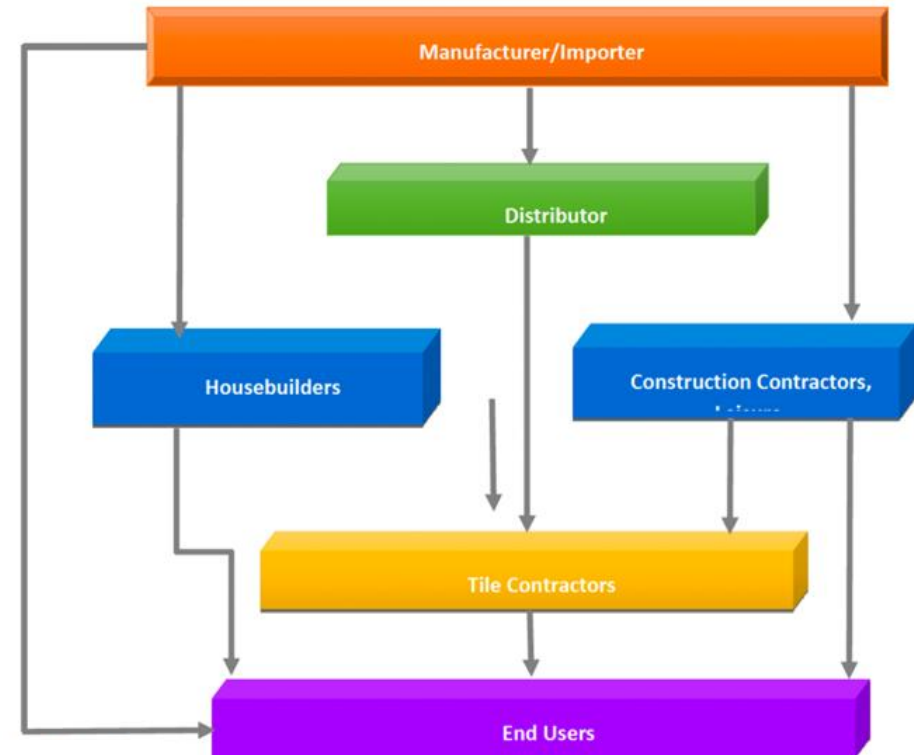 Manufacturer/Importer
Distributor
Housebuilders
Construction Contractors,
Tile Contractors
End Users